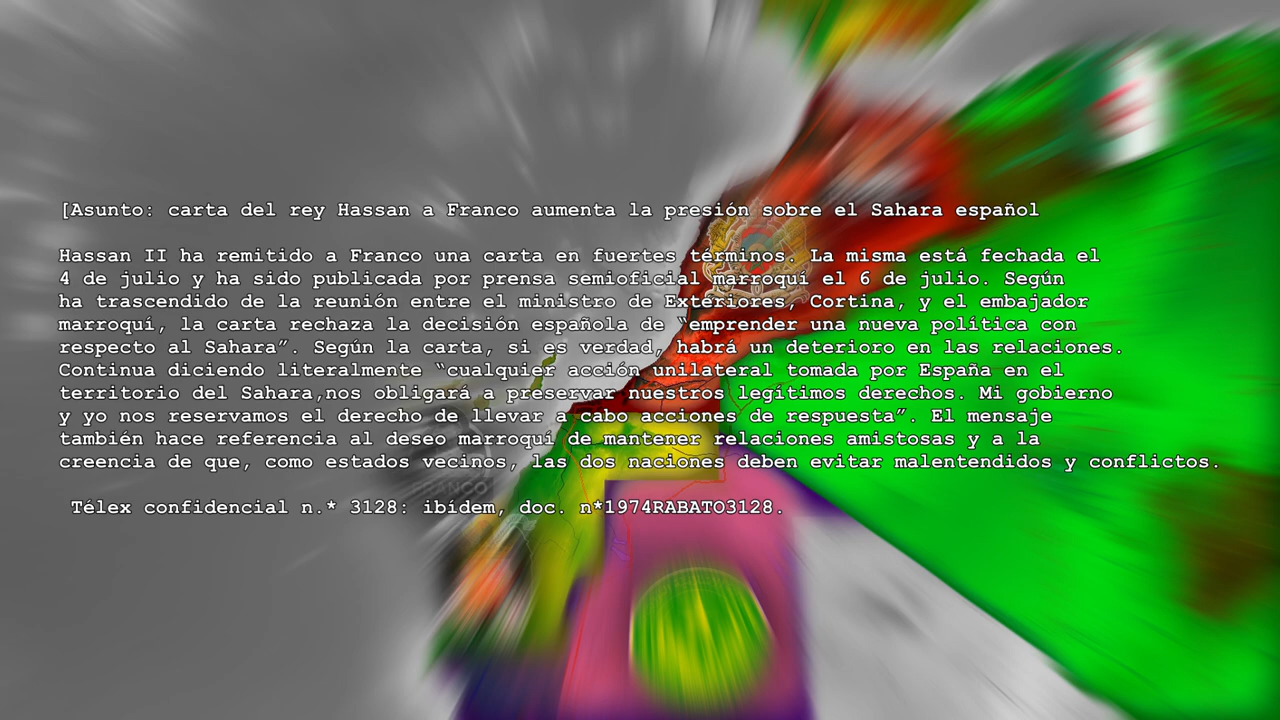 [Asunto: carta del rey Hassan a Franco aumenta la presión sobre el Sahara español
Hassan II ha remitido a Franco una carta en fuertes términos. La misma está fechada el
4 de julio y ha sido publicada por prensa semioficial marroquí el 6 de julio. Según
ha trascendido de la reunión entre el ministro de Extériores, Cortina, y el embajador
marroquí, la carta rechaza la decisión española de “emprender una nueva política con
respecto al Sahara”. Según la carta, si es verdad, habrá un deterioro en las relaciones.
Continua diciendo literalmente “cualquier acción unilateral tomada por España en el
territorio del Sahara,nos obligará a preservar nuestros legítimos derechos. Mi gobierno
y yo nos reservamos el derecho de llevar a cabo acciones de respuesta”. El mensaje
también hace referencia al deseo marroquí de mantener relaciones amistosas y a la
creencia de que, como estados vecinos, las dos naciones deben evitar malentendidos y conflictos.
Télex confidencial n.* 3128: ibídem, doc. n*1974RABATO3128.